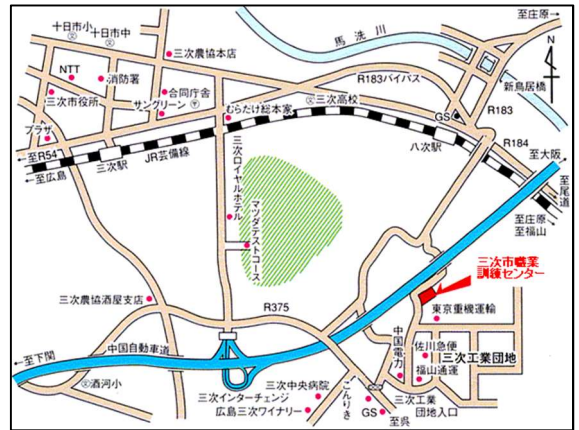 十日市小
十日市中
三次農協本店
NTT
消防署
合同庁舎
三次市役所
サングリーン
プラザ
むらたけ総本家
三次高校
馬洗川
至庄原
N
新鳥居橋
R183バイパス
R183
GS
R184
至R54
至広島
三次駅
JR芸備線
八次駅
至大阪
至尾道
至庄原
至福山
三次ロイヤルホテル
マツダテストコース
三次市職業
訓練センター
東京重機運輸
三次農協酒屋支店
R375
中国電力
佐川急便
三次工業団地
福山通運
中国自動車道
至下関
酒河小
三次インターチェンジ
三次中央病院
広島三次ワイナリー
こんりき
GS
至呉
三次工業
団地入口